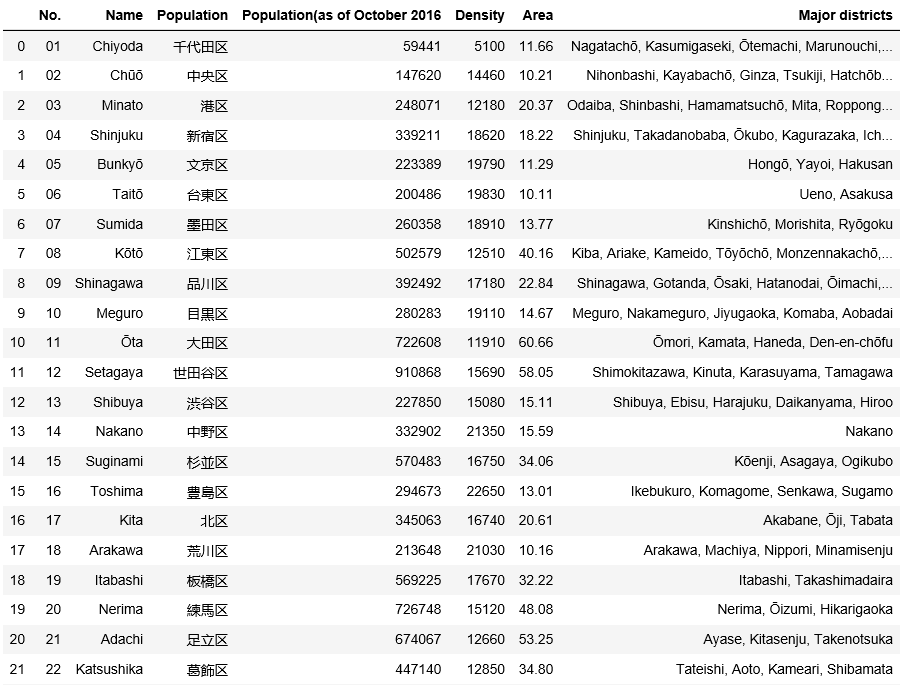 No. Name Population Population(as of October 2016 Density Area Major districts
0 01 Chiyoda 千代田区 59441 5100 11.66 Nagatachō, Kasumigaseki, Ōtemachi, Marunouchi,...
1 02 Chūō 中央区 147620 14460 10.21 Nihonbashi, Kayabachō, Ginza, Tsukiji, Hatchōb...
2 03 Minato 港区 248071 12180 20.37 Odaiba, Shinbashi, Hamamatsuchō, Mita, Roppong...
3 04 Shinjuku 新宿区 339211 18620 18.22 Shinjuku, Takadanobaba, Ōkubo, Kagurazaka, Ich...
4 05 Bunkyō 文京区 223389 19790 11.29 Hongō, Yayoi, Hakusan
5 06 Taitō 台東区 200486 19830 10.11 Ueno, Asakusa
6 07 Sumida 墨田区 260358 18910 13.77 Kinshichō, Morishita, Ryōgoku
7 08 Kōtō 江東区 502579 12510 40.16 Kiba, Ariake, Kameido, Tōyōchō, Monzennakachō,...
8 09 Shinagawa 品川区 392492 17180 22.84 Shinagawa, Gotanda, Ōsaki, Hatanodai, Ōimachi,...
9 10 Meguro 目黒区 280283 19110 14.67 Meguro, Nakameguro, Jiyugaoka, Komaba, Aobadai
10 11 Ōta 大田区 722608 11910 60.66 Ōmori, Kamata, Haneda, Den-en-chōfu
11 12 Setagaya 世田谷区 910868 15690 58.05 Shimokitazawa, Kinuta, Karasuyama, Tamagawa
12 13 Shibuya 渋谷区 227850 15080 15.11 Shibuya, Ebisu, Harajuku, Daikanyama, Hiroo
13 14 Nakano 中野区 332902 21350 15.59 Nakano
14 15 Suginami 杉並区 570483 16750 34.06 Kōenji, Asagaya, Ogikubo
15 16 Toshima 豊島区 294673 22650 13.01 Ikebukuro, Komagome, Senkawa, Sugamo
16 17 Kita 北区 345063 16740 20.61 Akabane, Ōji, Tabata
17 18 Arakawa 荒川区 213648 21030 10.16 Arakawa, Machiya, Nippori, Minamisenju
18 19 Itabashi 板橋区 569225 17670 32.22 Itabashi, Takashimadaira
19 20 Nerima 練馬区 726748 15120 48.08 Nerima, Ōizumi, Hikarigaoka
20 21 Adachi 足立区 674067 12660 53.25 Ayase, Kitasenju, Takenotsuka
21 22 Katsushika 葛飾区 447140 12850 34.80 Tateishi, Aoto, Kameari, Shibamata